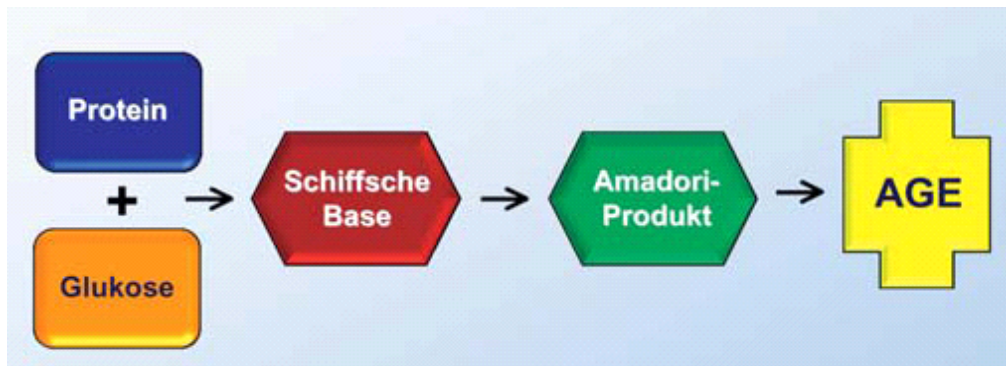 Protein
+
Glukose
Schiffsche
Base
Amadori-
Produkt
AGE